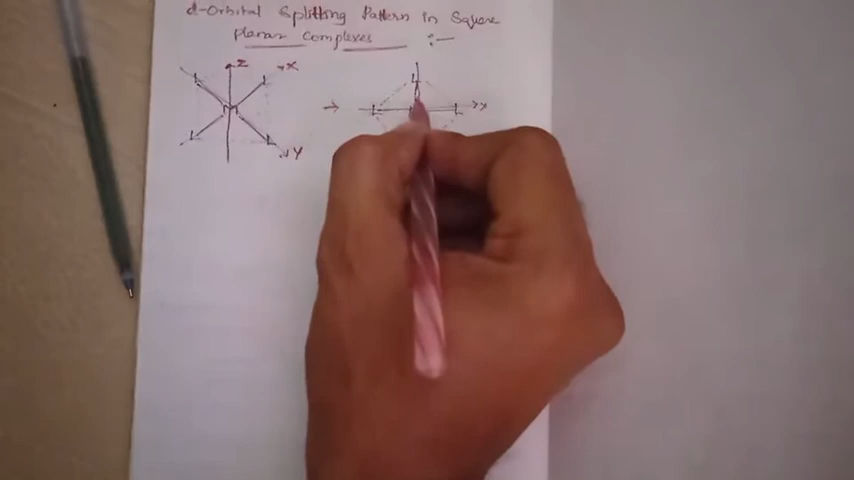 d-Orbital Splitting Pattern in Square
planar complexes :-
Z X L L
M
L L Y
→ L
L M L X